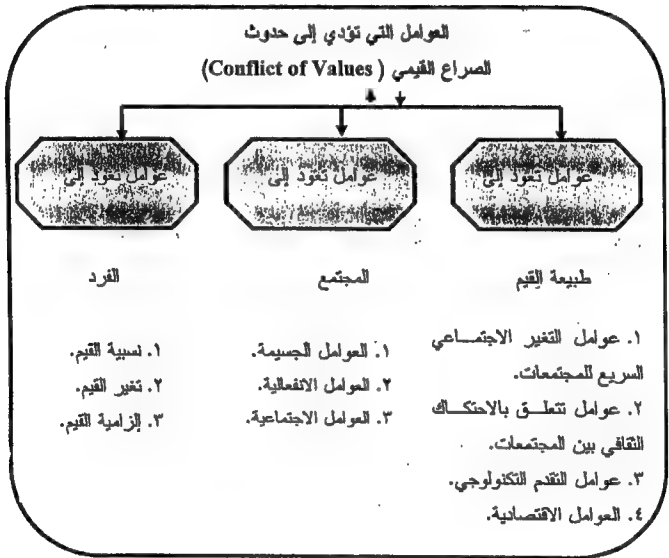 العوامل التي تؤدي إلى حدوث
الصراع القيمي ( Conflict of Values)
عوامل تعود إلى
عوامل تعود إلى
عوامل تعود إلى
طبيعة القيم
المجتمع
الفرد
١. عوامل التغير الاجتمـــاعي
السريع للمجتمعات.
٢. عوامل تتعلــق بالاحتكــاك
الثقافي بين المجتمعات.
٣. عوامل التقدم التكنولوجي.
٤. العوامل الاقتصادية.
١. العوامل الجسيمة.
٢. العوامل الانفعالية.
٣. العوامل الاجتماعية.
١. نسبية القيم.
٢. تغير القيم.
٣. إلزامية القيم.